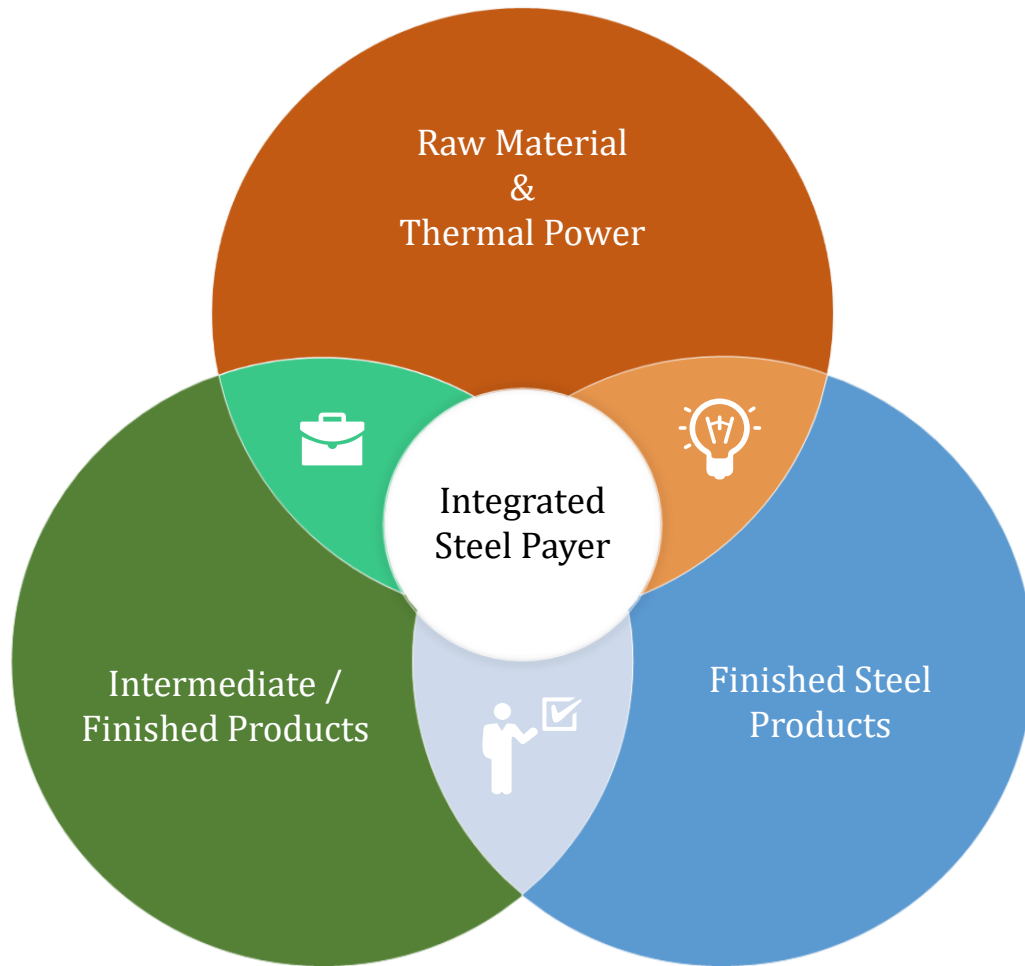 Raw Material
&
Thermal Power
Integrated
Steel Payer
Intermediate /
Finished Products
Finished Steel
Products